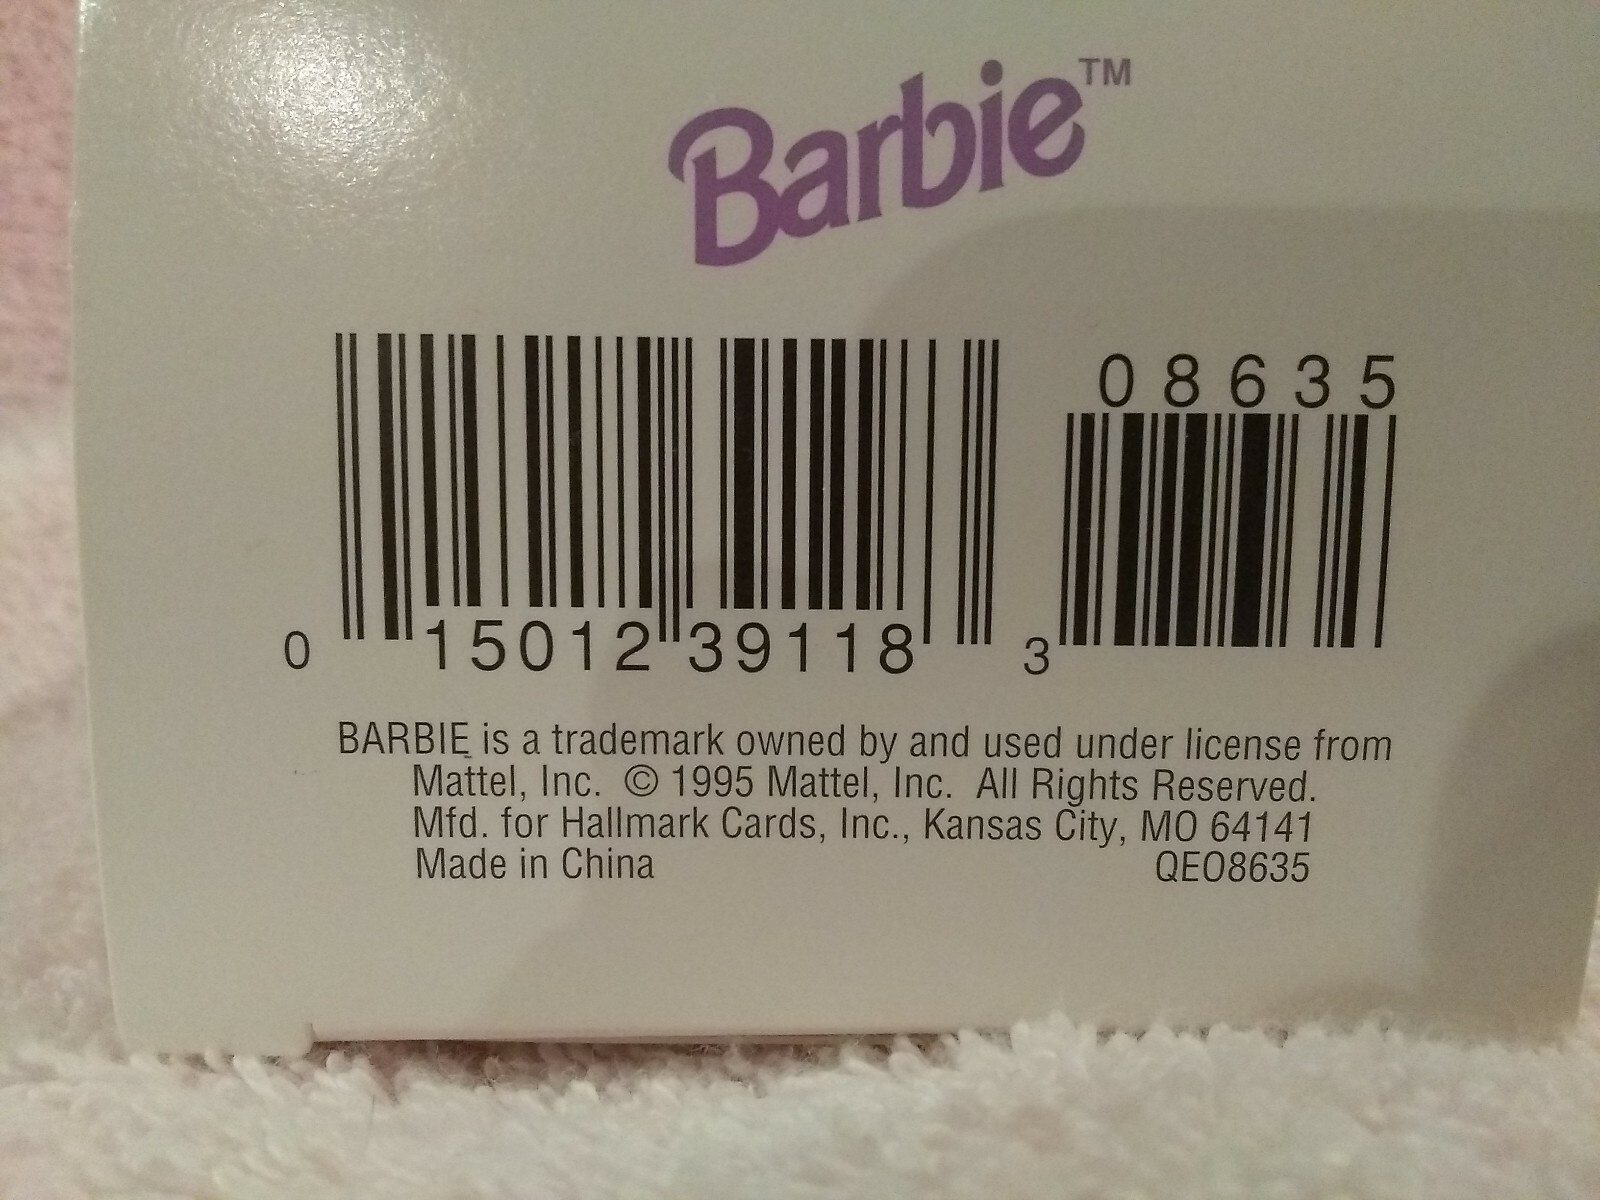 Barbie™
08635
0 15012 39118 3
BARBIE is a trademark owned by and used under license from
Mattel, Inc. © 1995 Mattel, Inc. All Rights Reserved.
Mfd. for Hallmark Cards, Inc., Kansas City, MO 64141
Made in China QEO8635